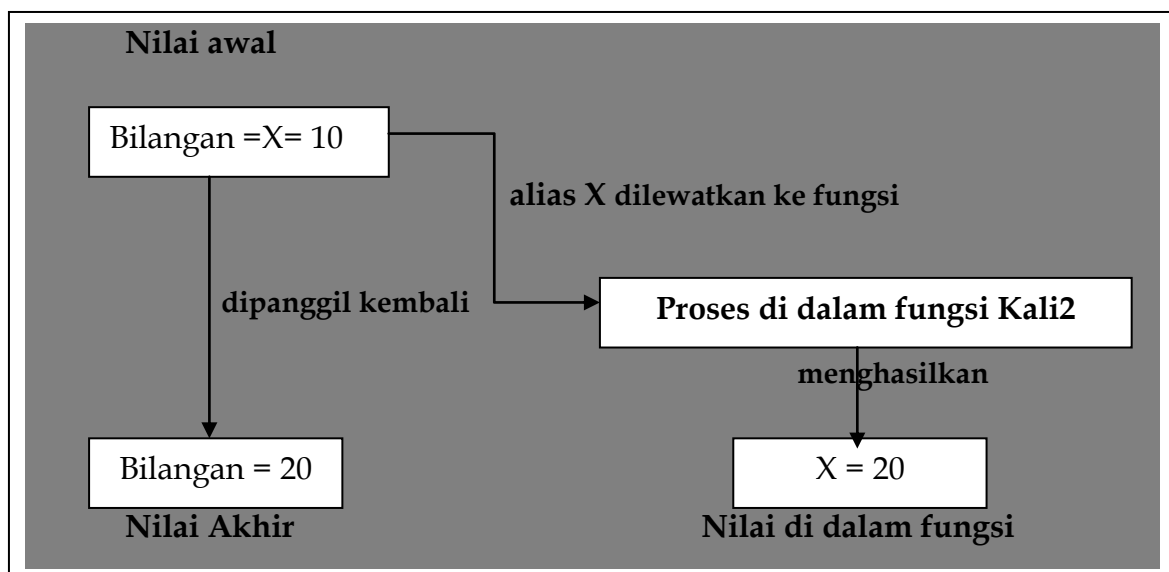 Nilai awal
Bilangan =X= 10
alias X dilewatkan ke fungsi
dipanggil kembali
Proses di dalam fungsi Kali2
menghasilkan
Bilangan = 20
X = 20
Nilai Akhir
Nilai di dalam fungsi